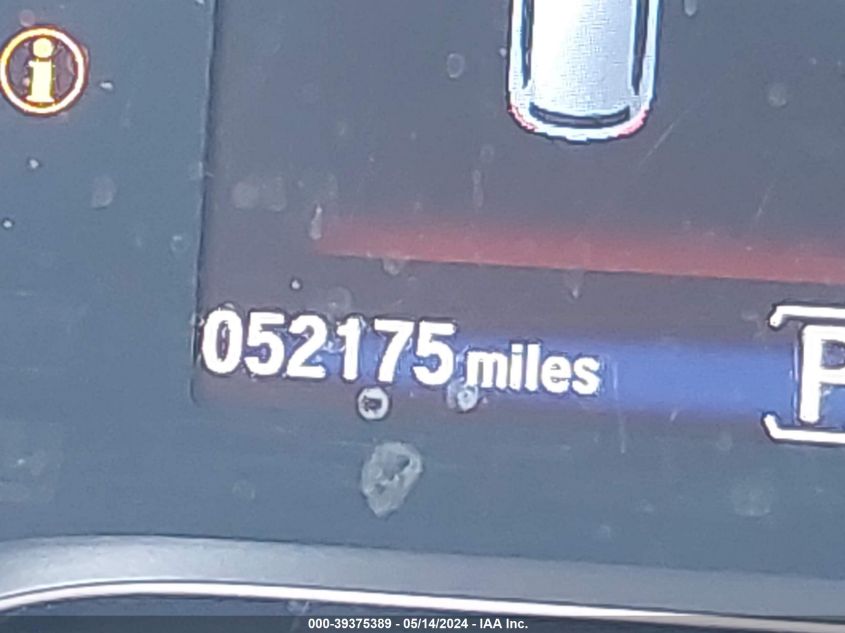 i
052175 miles
P
000-39375389 - 05/14/2024 - IAA Inc.